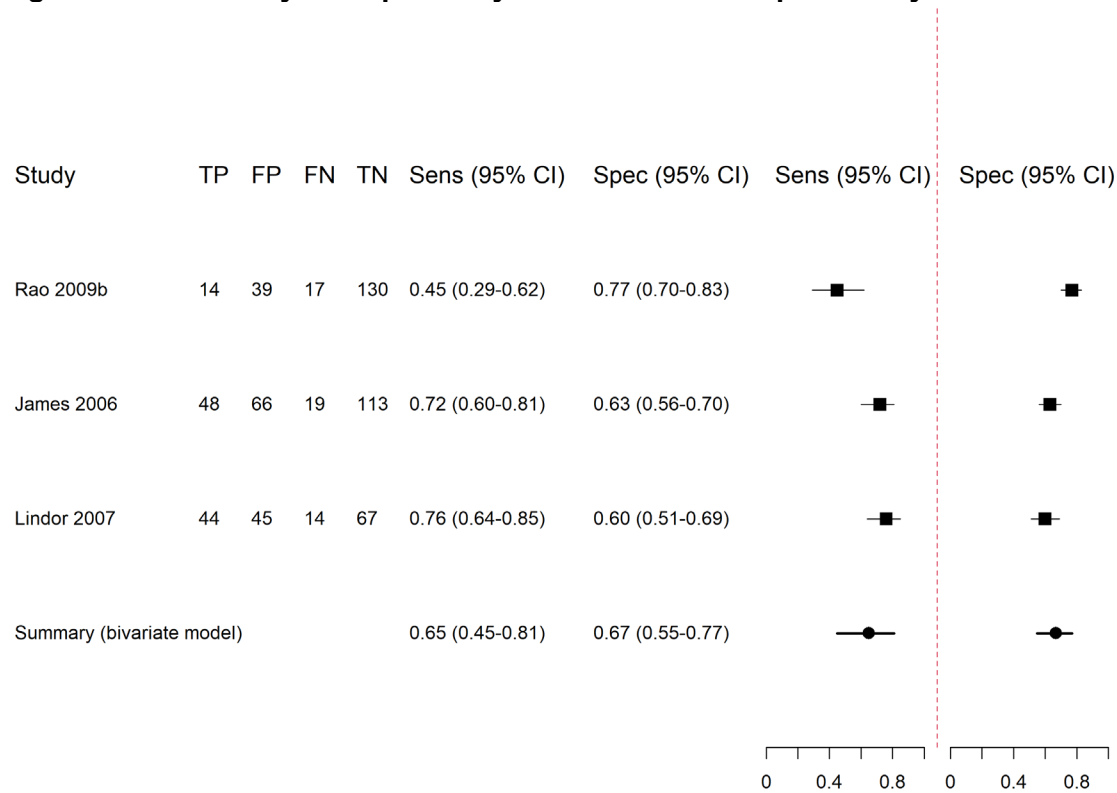 Study TP FP FN TN Sens (95% CI) Spec (95% CI) Sens (95% CI) Spec (95% CI)
Rao 2009b 14 39 17 130 0.45 (0.29-0.62) 0.77 (0.70-0.83)
James 2006 48 66 19 113 0.72 (0.60-0.81) 0.63 (0.56-0.70)
Lindor 2007 44 45 14 67 0.76 (0.64-0.85) 0.60 (0.51-0.69)
Summary (bivariate model) 0.65 (0.45-0.81) 0.67 (0.55-0.77)
0 0.4 0.8 0 0.4 0.8